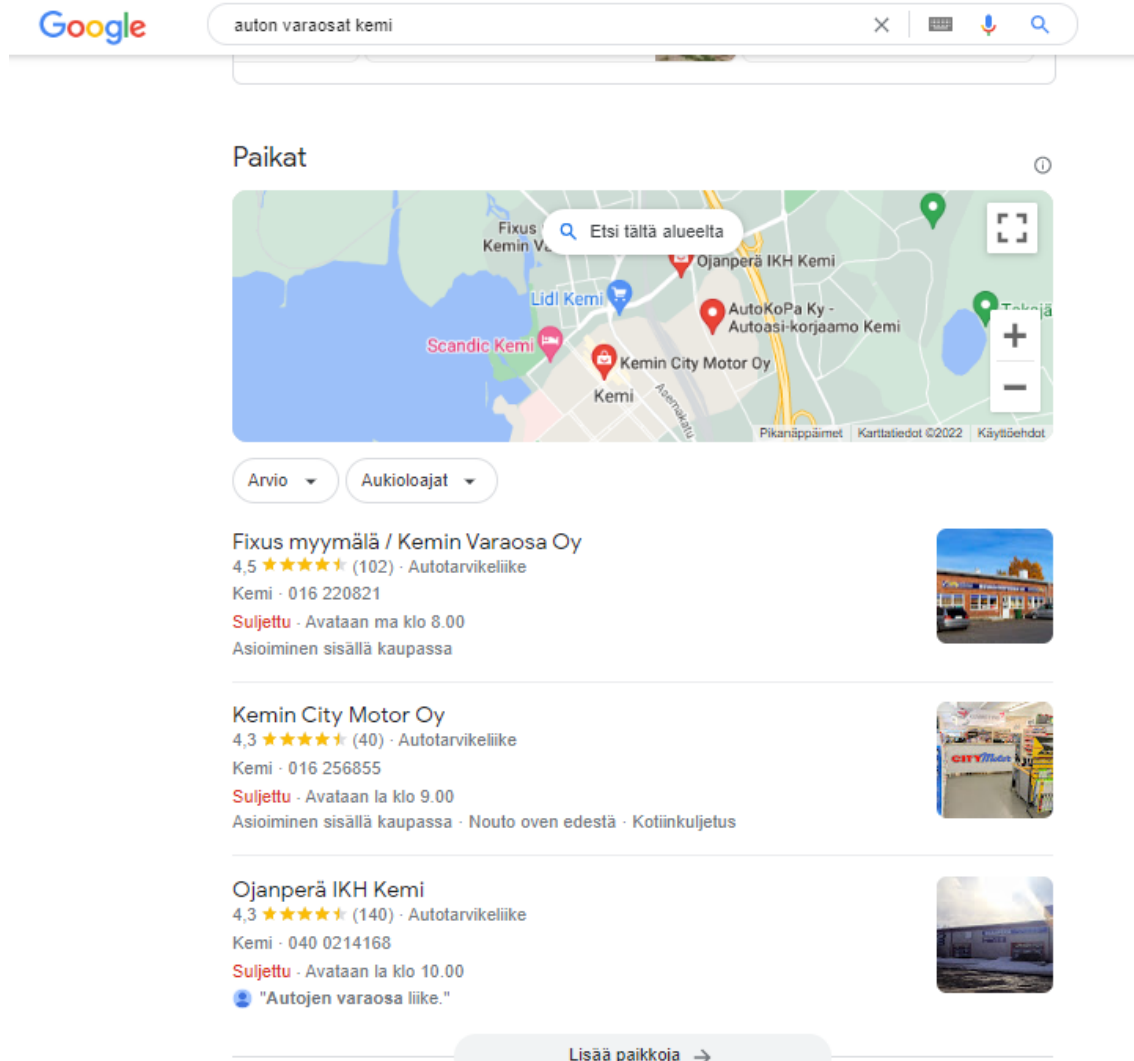 Google
auton varaosat kemi
Paikat
Etsi tältä alueelta
Fixus
Kemin
Ojanperä IKH Kemi
Lidl Kemi
AutoKoPa Ky -
Autoasi-korjaamo Kemi
Scandic Kemi
Kemin City Motor Oy
Kemi
Asemakatu
Pikanäppäimet
Karttatiedot ©2022
Käyttöehdot
Arvio
Aukioloajat
Fixus myymälä / Kemin Varaosa Oy
4,5 (102) · Autotarvikeliike
Kemi · 016 220821
Suljettu · Avataan ma klo 8.00
Asioiminen sisällä kaupassa
Kemin City Motor Oy
4,3 (40) · Autotarvikeliike
Kemi · 016 256855
Suljettu · Avataan la klo 9.00
Asioiminen sisällä kaupassa · Nouto oven edestä · Kotiinkuljetus
CITY Motor
Ojanperä IKH Kemi
4,3 (140) · Autotarvikeliike
Kemi · 040 0214168
Suljettu · Avataan la klo 10.00
"Autojen varaosa liike."
Lisää paikkoja